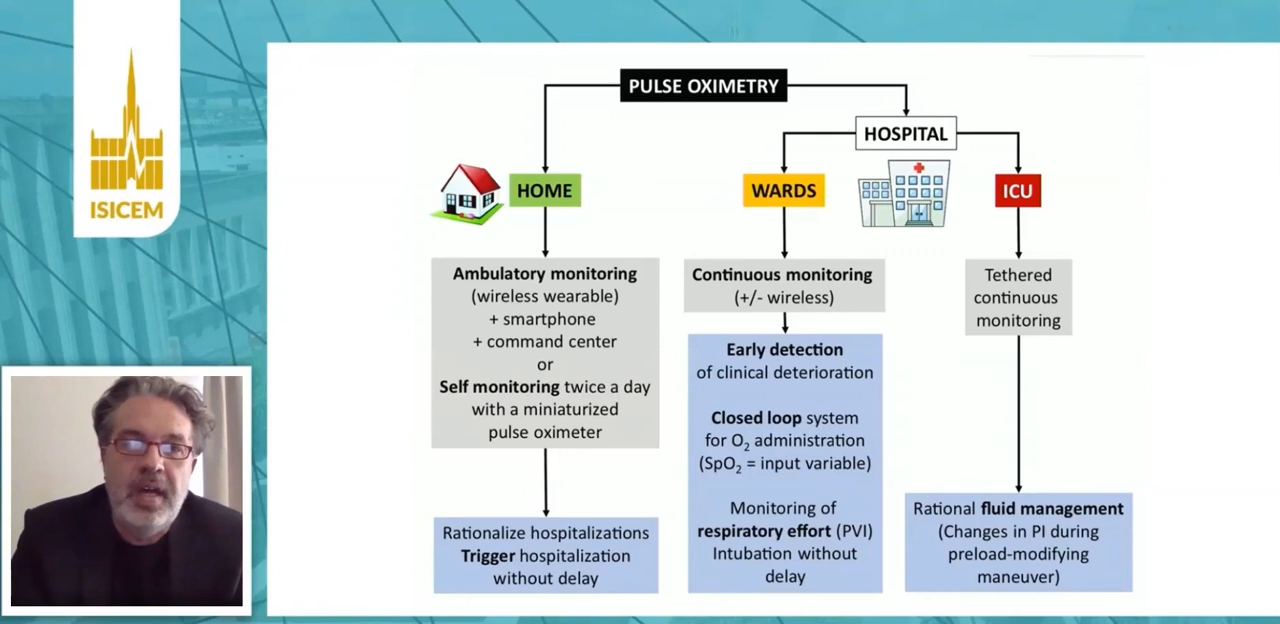 ISICEM
PULSE OXIMETRY
HOSPITAL
HOME
WARDS
ICU
Ambulatory monitoring
(wireless wearable)
+ smartphone
+ command center
or
Self monitoring twice a day
with a miniaturized
pulse oximeter
Rationalize hospitalizations
Trigger hospitalization
without delay
Continuous monitoring
(+/- wireless)
Early detection
of clinical deterioration
Closed loop system
for O₂ administration
(SpO₂ = input variable)
Monitoring of
respiratory effort (PVI)
Intubation without
delay
Tethered
continuous
monitoring
Rational fluid management
(Changes in PI during
preload-modifying
maneuver)